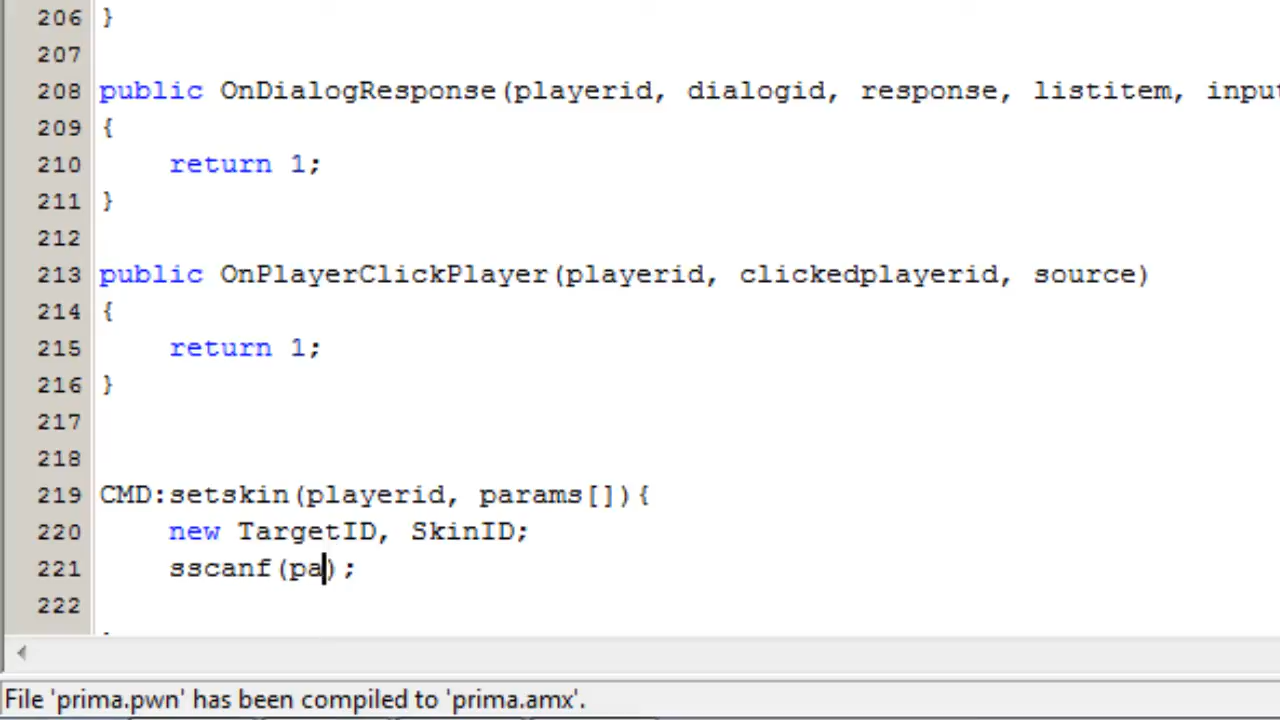 206 }
207
208 public OnDialogResponse(playerid, dialogid, response, listitem, input
209 {
210 return 1;
211 }
212
213 public OnPlayerClickPlayer(playerid, clickedplayerid, source)
214 {
215 return 1;
216 }
217
218
219 CMD:setskin(playerid, params[]){
220 new TargetID, SkinID;
221 sscanf(pa);
222
File 'prima.pwn' has been compiled to 'prima.amx'.